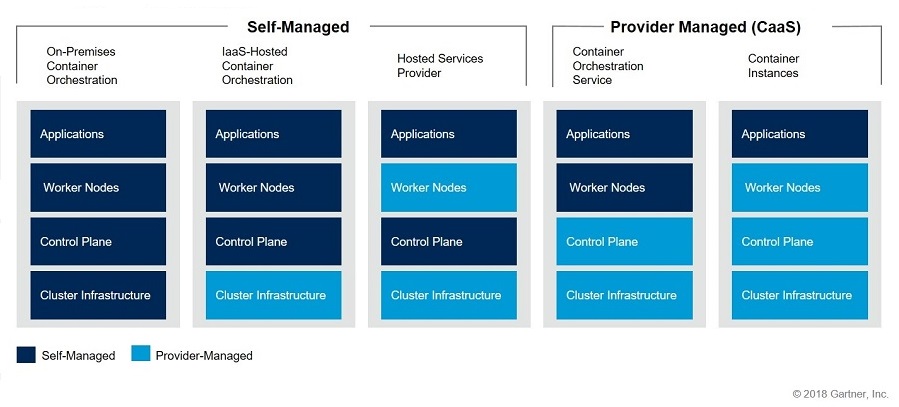 Self-Managed
Provider Managed (CaaS)
On-Premises
Container
Orchestration
IaaS-Hosted
Container
Orchestration
Hosted Services
Provider
Container
Orchestration
Service
Container
Instances
Applications
Worker Nodes
Control Plane
Cluster Infrastructure
Applications
Worker Nodes
Control Plane
Cluster Infrastructure
Applications
Worker Nodes
Control Plane
Cluster Infrastructure
Applications
Worker Nodes
Control Plane
Cluster Infrastructure
Applications
Worker Nodes
Control Plane
Cluster Infrastructure
Self-Managed
Provider-Managed
© 2018 Gartner, Inc.